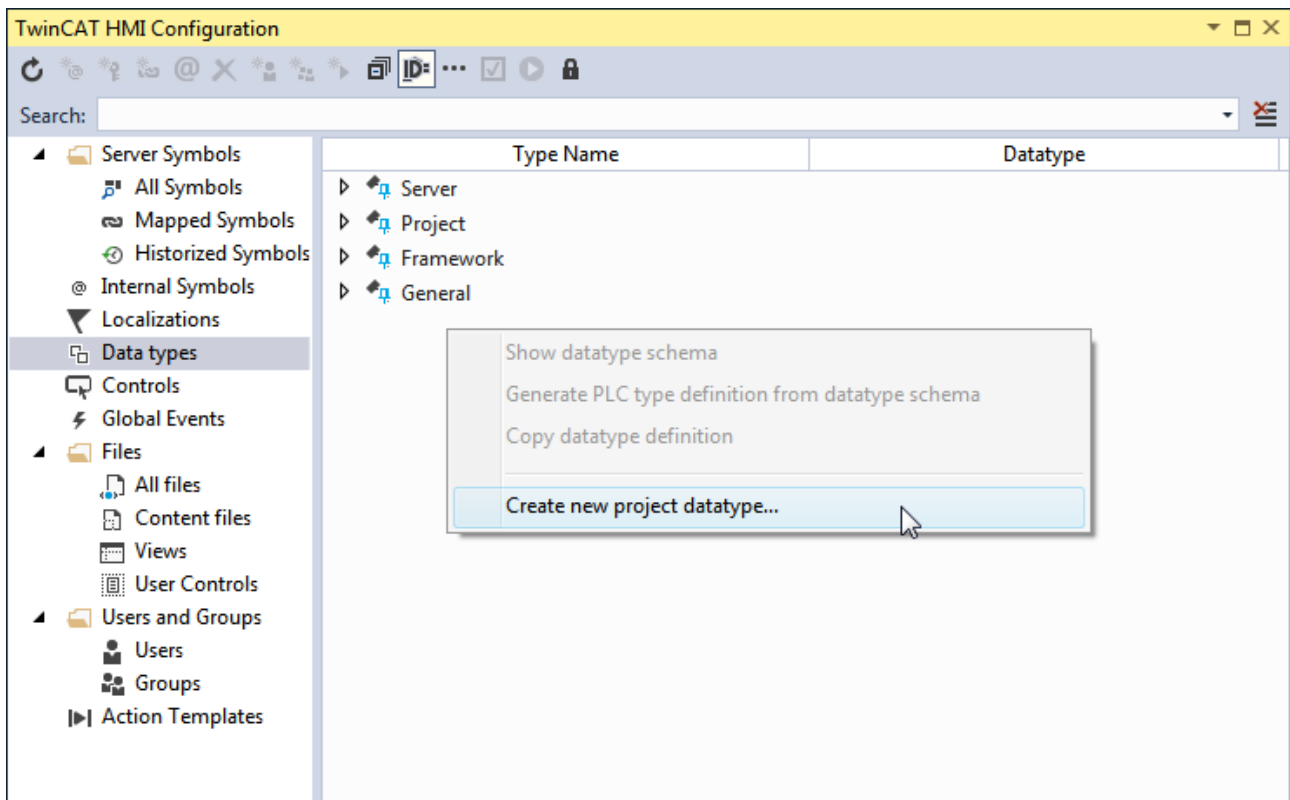 TwinCAT HMI Configuration
ID:
Search:
Type Name Datatype
Server Symbols
All Symbols
Mapped Symbols
Historized Symbols
@ Internal Symbols
Localizations
Data types
Controls
Global Events
Files
All files
Content files
Views
User Controls
Users and Groups
Users
Groups
Action Templates
Server
Project
Framework
General
Show datatype schema
Generate PLC type definition from datatype schema
Copy datatype definition
Create new project datatype...